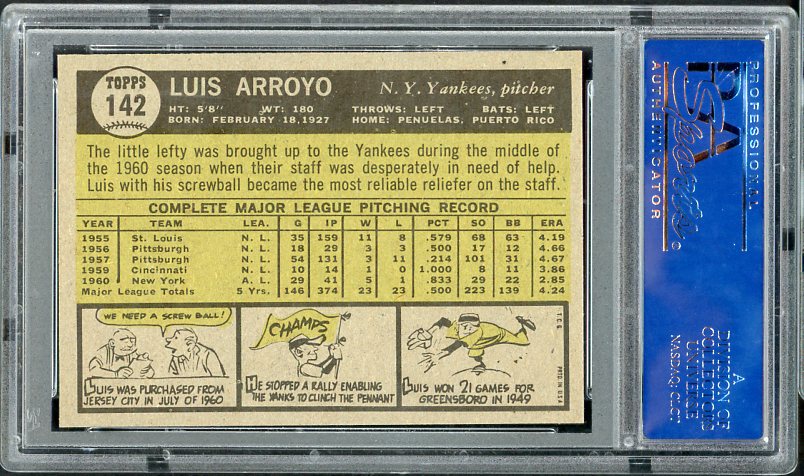 TOPPS
142
LUIS ARROYO N. Y. Yankees, pitcher
HT: 5'8" WT: 180 THROWS: LEFT BATS: LEFT
BORN: FEBRUARY 18, 1927 HOME: PENUELAS, PUERTO RICO
The little lefty was brought up to the Yankees during the middle of
the 1960 season when their staff was desperately in need of help.
Luis with his screwball became the most reliable reliefer on the staff.
COMPLETE MAJOR LEAGUE PITCHING RECORD
YEAR TEAM LEA. G IP W L PCT SO BB ERA
1955 St. Louis N. L. 35 159 11 8 .579 68 63 4.19
1956 Pittsburgh N. L. 18 29 3 3 .500 17 12 4.66
1957 Pittsburgh N. L. 54 131 3 11 .214 101 31 4.67
1959 Cincinnati N. L. 10 14 1 0 1.000 8 11 3.86
1960 New York A. L. 29 41 5 1 .833 29 22 2.85
Major League Totals 5 Yrs. 146 374 23 23 .500 223 139 4.24
WE NEED A SCREW BALL!
LUIS WAS PURCHASED FROM
JERSEY CITY IN JULY OF 1960
CHAMPS
HE STOPPED A RALLY ENABLING
THE YANKS TO CLINCH THE PENNANT
LUIS WON 21 GAMES FOR
GREENSBORO IN 1949
T.C.G.
PRTD. IN U.S.A.
PROFESSIONAL
PSA
Sports
AUTHENTICATOR
A
DIVISION OF
COLLECTORS
UNIVERSE
NASDAQ: CLCT